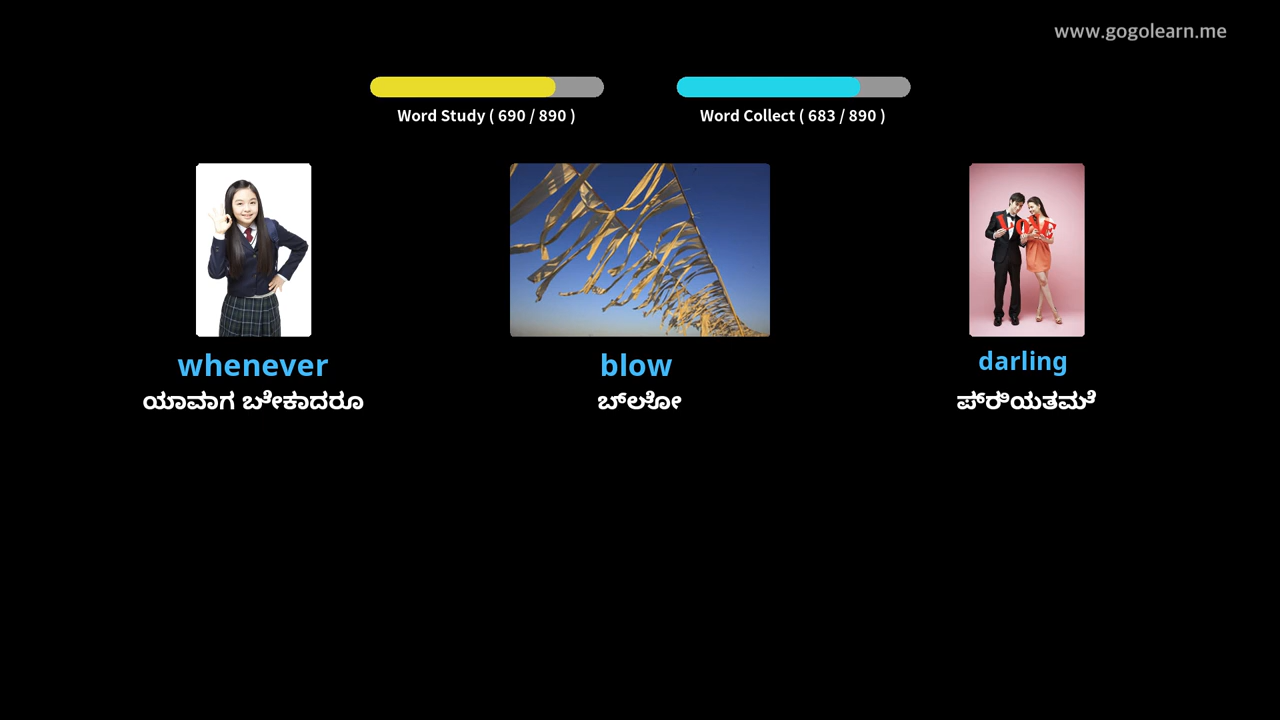 www.gogolearn.me
Word Study ( 690 / 890 )
Word Collect ( 683 / 890 )
whenever
blow
darling
ಯಾವಾಗ ಬೇಕಾದರೂ
ಬ್ಲೋ
ಪ್ರಿಯತಮೆ